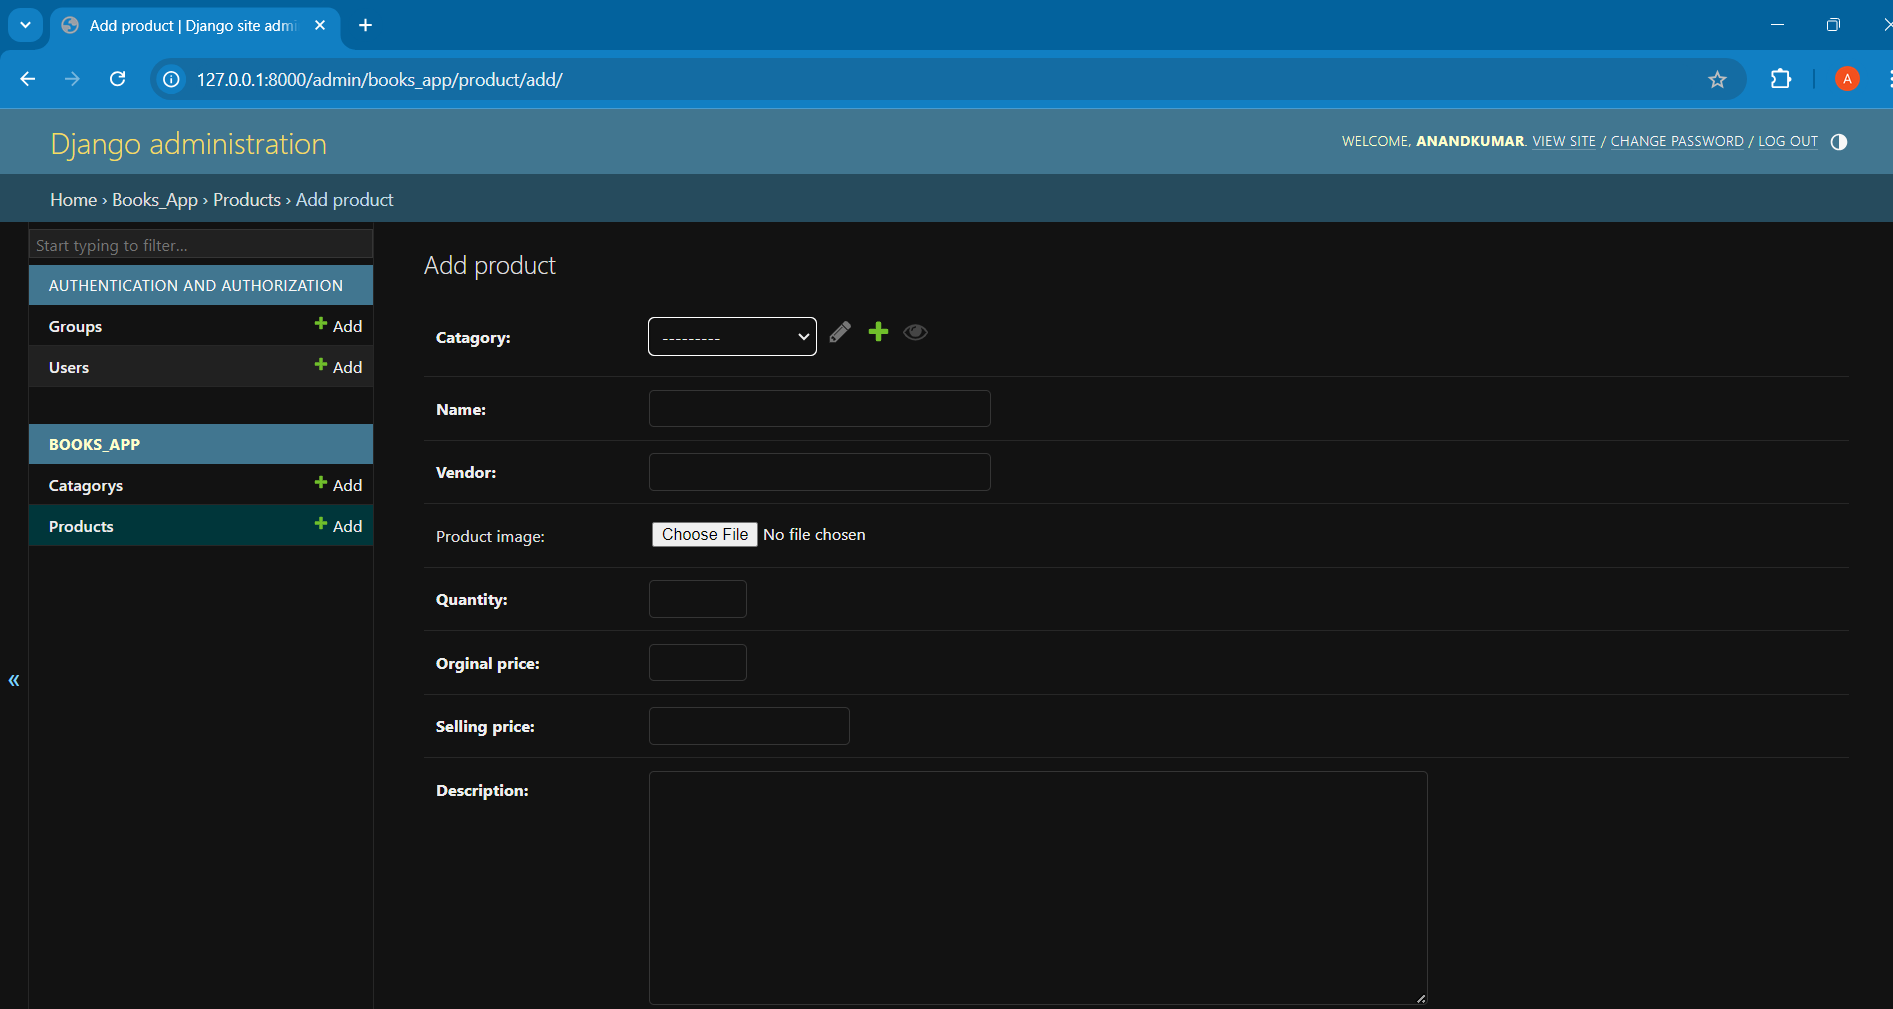 Add product | Django site admi
127.0.0.1:8000/admin/books_app/product/add/
A
Django administration
WELCOME, ANANDKUMAR. VIEW SITE / CHANGE PASSWORD / LOG OUT
Home › Books_App › Products › Add product
Start typing to filter...
AUTHENTICATION AND AUTHORIZATION
Groups + Add
Users + Add
BOOKS_APP
Catagorys + Add
Products + Add
«
Add product
Catagory: ---------
Name:
Vendor:
Product image: Choose File No file chosen
Quantity:
Orginal price:
Selling price:
Description: